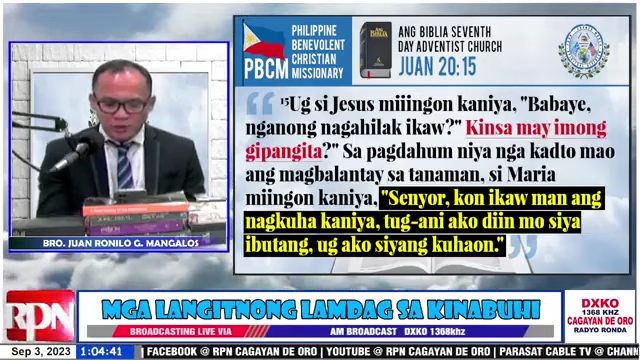 PBCM
PHILIPPINE
BENEVOLENT
CHRISTIAN
MISSIONARY
ANG BIBLIA SEVENTH
DAY ADVENTIST CHURCH
JUAN 20:15
15Ug si Jesus miiingon kaniya, "Babaye,
nganong nagahilak ikaw?" Kinsa may imong
gipangita?" Sa pagdahum niya nga kadto mao
ang magbalantay sa tanaman, si Maria
miingon kaniya, "Senyor, kon ikaw man ang
nagkuha kaniya, tug-ani ako diin mo siya
ibutang, ug ako siyang kuhaon."
BRO. JUAN RONILO G. MANGALOS
RPN
MGA LANGITNONG LAMDAG SA KINABUHI
BROADCASTING LIVE VIA AM BROADCAST DXKO 1368khz
DXKO
1368 KHZ
CAGAYAN DE ORO
RADYO RONDA
Sep 3, 2023 1:04:41 FACEBOOK @ RPN CAGAYAN DE ORO | YOUTUBE @ RPN CAGAYAN DE ORO | PARASAT CABLE TV @ CHAN